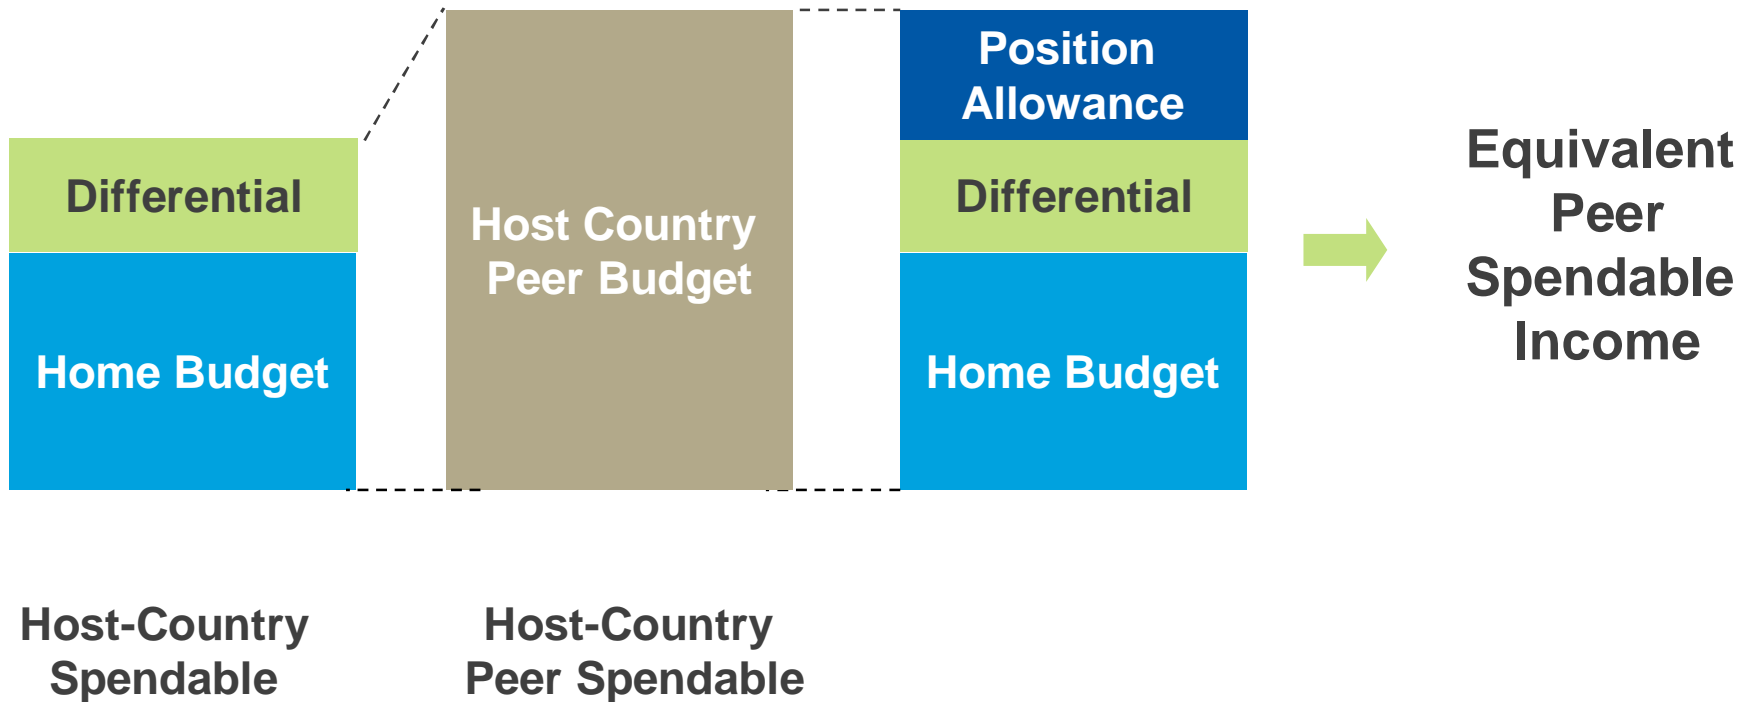 Differential
Home Budget
Host Country
Peer Budget
Position
Allowance
Differential
Home Budget
Equivalent
Peer
Spendable
Income
Host-Country
Spendable
Host-Country
Peer Spendable